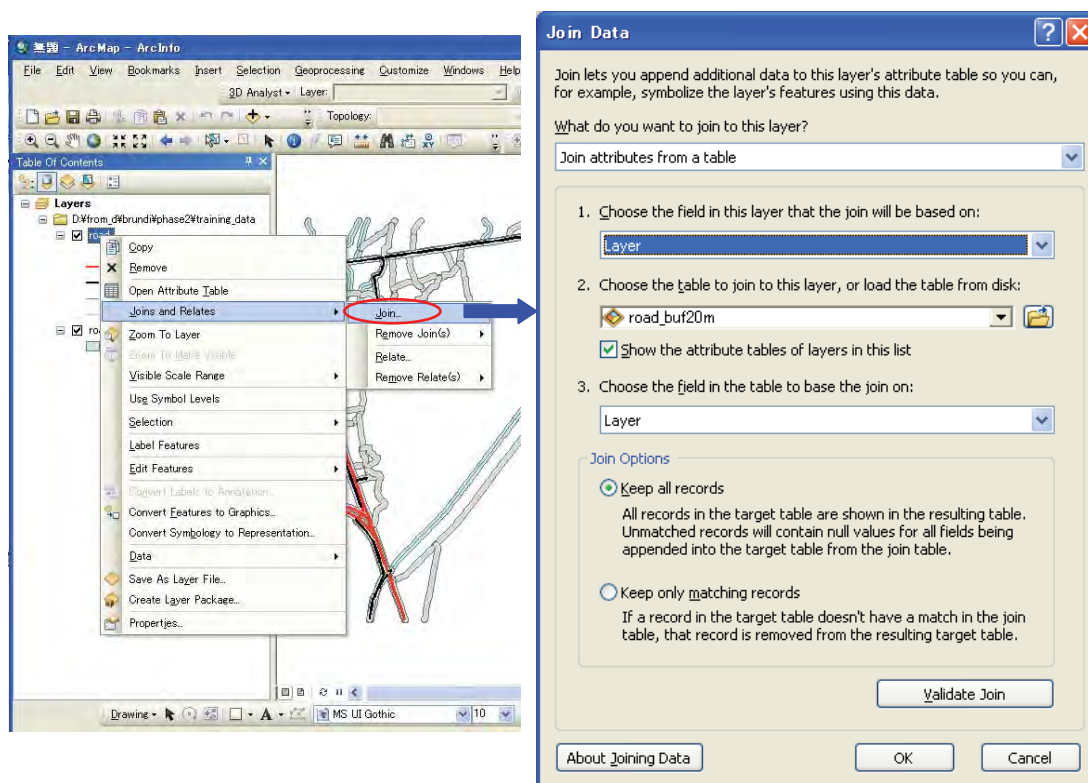 無題 - ArcMap - ArcInfo
File Edit View Bookmarks Insert Selection Geoprocessing Customize Windows Help
3D Analyst Layer:
Topology:
Table Of Contents
Layers
D:¥from_d¥brundi¥phase2¥training_data
road
Copy
Remove
Open Attribute Table
Joins and Relates
Zoom To Layer
Zoom To Make Visible
Visible Scale Range
Use Symbol Levels
Selection
Label Features
Edit Features
Convert Labels to Annotation...
Convert Features to Graphics...
Convert Symbology to Representation...
Data
Save As Layer File...
Create Layer Package...
Properties...
Join...
Remove Join(s)
Relate...
Remove Relate(s)
Drawing A MS UI Gothic 10
Join Data
Join lets you append additional data to this layer's attribute table so you can,
for example, symbolize the layer's features using this data.
What do you want to join to this layer?
Join attributes from a table
1. Choose the field in this layer that the join will be based on:
Layer
2. Choose the table to join to this layer, or load the table from disk:
road_buf20m
Show the attribute tables of layers in this list
3. Choose the field in the table to base the join on:
Layer
Join Options
Keep all records
All records in the target table are shown in the resulting table.
Unmatched records will contain null values for all fields being
appended into the target table from the join table.
Keep only matching records
If a record in the target table doesn't have a match in the join
table, that record is removed from the resulting target table.
Validate Join
About Joining Data
OK
Cancel